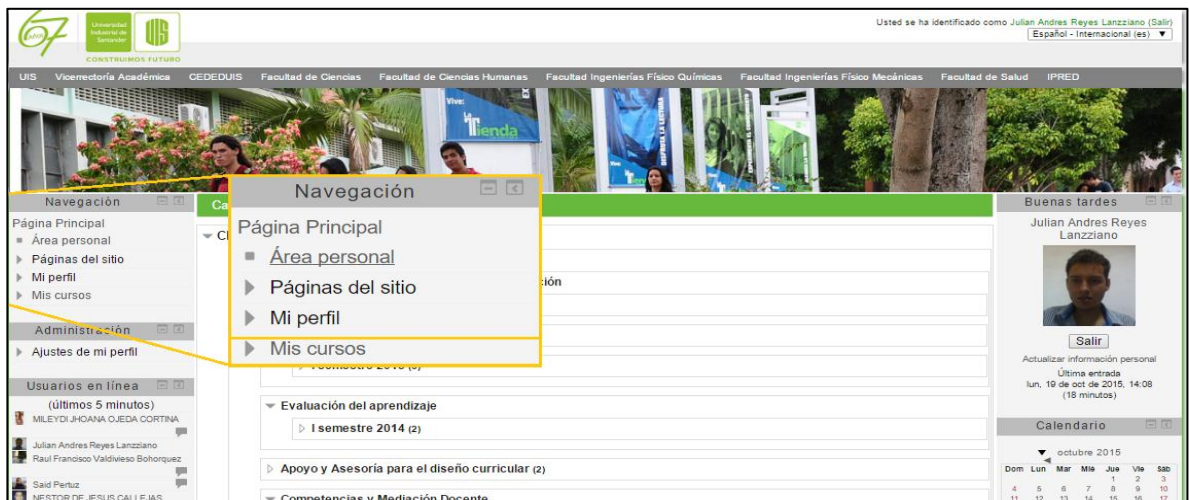 67
AÑOS
Universidad
Industrial de
Santander
UIS
CONSTRUIMOS FUTURO
Usted se ha identificado como Julian Andres Reyes Lanzziano (Salir)
Español - Internacional (es)
UIS Vicerrectoría Académica CEDEDUIS Facultad de Ciencias Facultad de Ciencias Humanas Facultad Ingenierías Físico Químicas Facultad Ingenierías Físico Mecánicas Facultad de Salud IPRED
Vive:
Tienda
DISFRUTA LA LECTURA
Navegación
Página Principal
Área personal
Páginas del sitio
Mi perfil
Mis cursos
Administración
Ajustes de mi perfil
Usuarios en línea
(últimos 5 minutos)
MILEYDI JHOANA OJEDA CORTINA
Julian Andres Reyes Lanzziano
Raul Francisco Valdivieso Bohorquez
Said Pertuz
NESTOR DE JESUS CALLEJAS
Navegación
Página Principal
Área personal
Páginas del sitio
Mi perfil
Mis cursos
Ca
Cl
ión
Evaluación del aprendizaje
I semestre 2014 (2)
Apoyo y Asesoría para el diseño curricular (2)
Competencias y Mediación Docente
Buenas tardes
Julian Andres Reyes
Lanzziano
Salir
Actualizar información personal
Última entrada
lun, 19 de oct de 2015, 14:08
(18 minutos)
Calendario
octubre 2015
Dom Lun Mar Mié Jue Vie Sáb
1 2 3
4 5 6 7 8 9 10
11 12 13 14 15 16 17